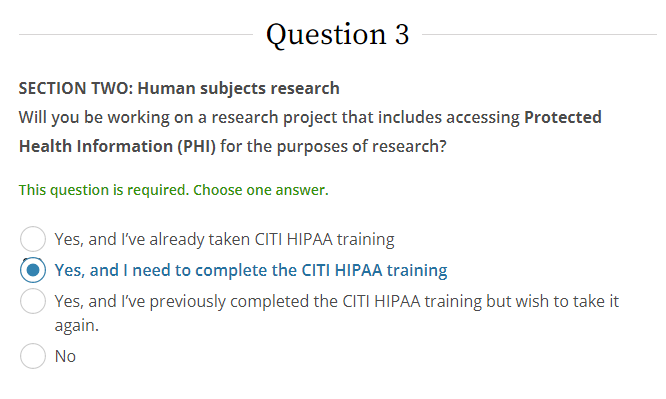 Question 3
SECTION TWO: Human subjects research
Will you be working on a research project that includes accessing Protected
Health Information (PHI) for the purposes of research?
This question is required. Choose one answer.
Yes, and I've already taken CITI HIPAA training
Yes, and I need to complete the CITI HIPAA training
Yes, and I've previously completed the CITI HIPAA training but wish to take it
again.
No